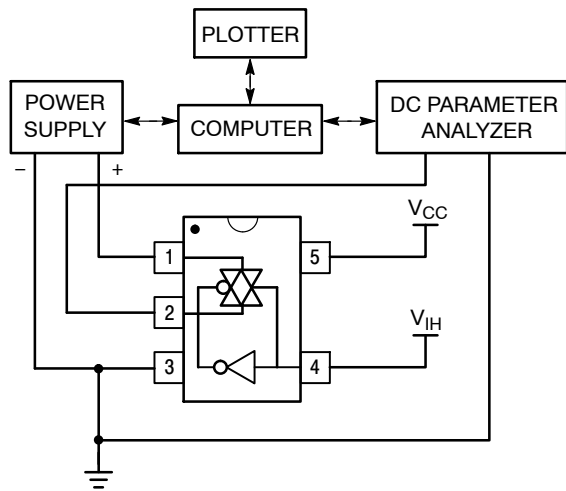 PLOTTER
POWER
SUPPLY
COMPUTER
DC PARAMETER
ANALYZER
– +
VCC
1 5
2
VIH
3 4